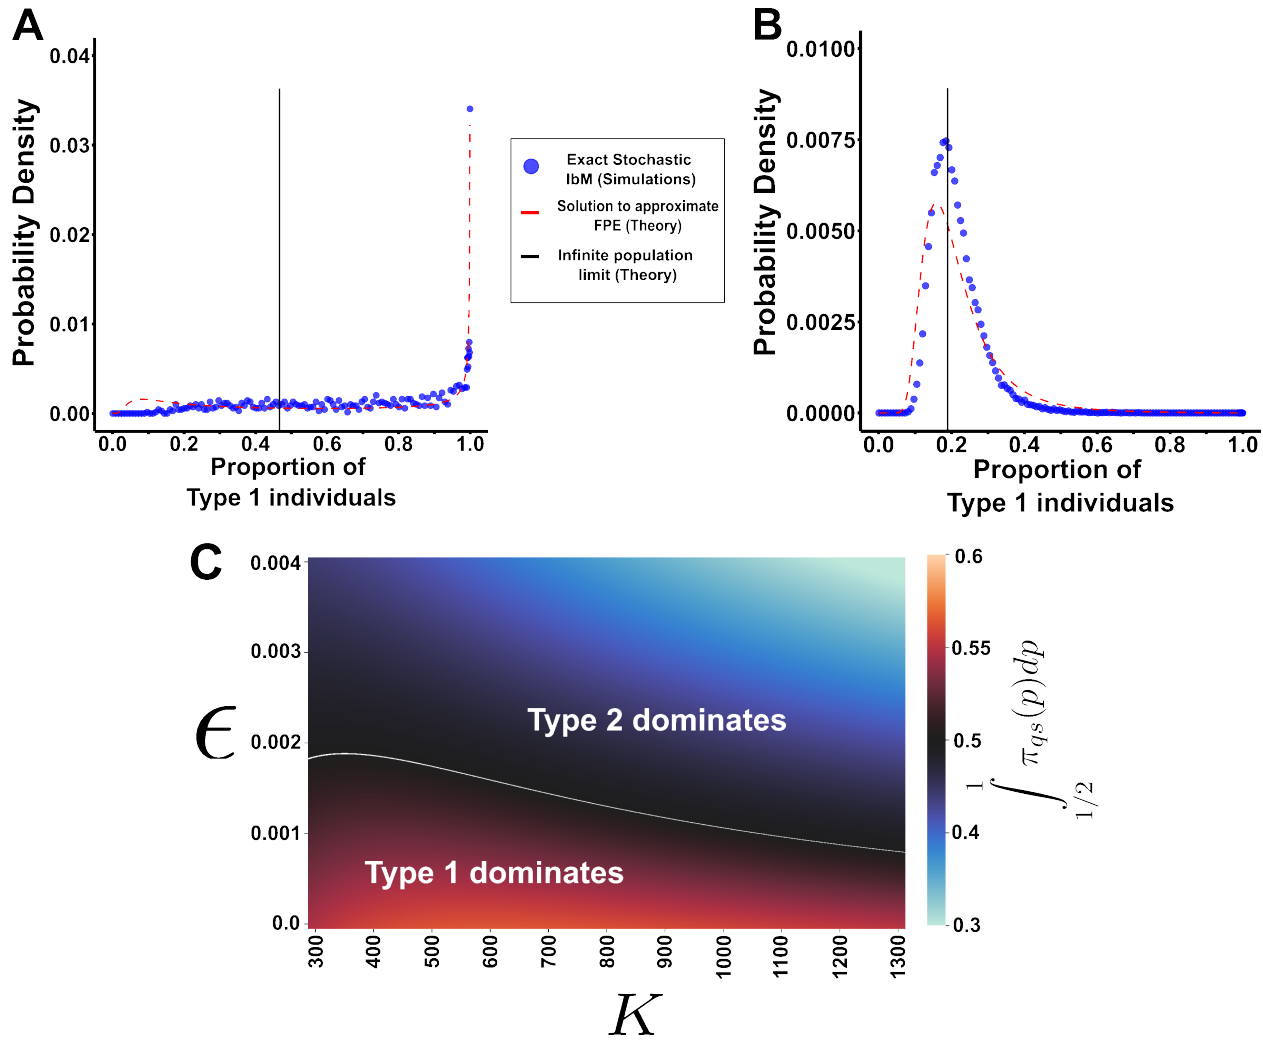 A
0.04
0.03
0.02
0.01
0.00
Probability Density
0.0 0.2 0.4 0.6 0.8 1.0
Proportion of
Type 1 individuals
Exact Stochastic
IbM (Simulations)
Solution to approximate
FPE (Theory)
Infinite population
limit (Theory)
B
0.0100
0.0075
0.0050
0.0025
0.0000
Probability Density
0.0 0.2 0.4 0.6 0.8 1.0
Proportion of
Type 1 individuals
C
0.004
0.003
0.002
0.001
0.0
ϵ
Type 2 dominates
Type 1 dominates
300 400 500 600 700 800 900 1000 1100 1200 1300
K
0.6
0.55
0.5
0.4
0.3
∫_{1/2}^{1} π_{qs}(p)dp